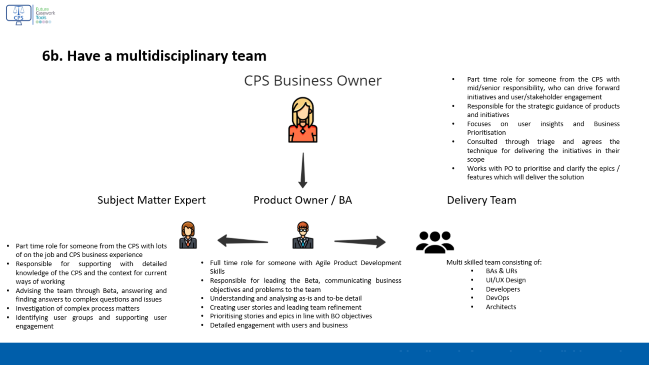 CPS
Future
Casework
Tools
6b. Have a multidisciplinary team
CPS Business Owner
• Part time role for someone from the CPS with
mid/senior responsibility, who can drive forward
initiatives and user/stakeholder engagement
• Responsible for the strategic guidance of products
and initiatives
• Focuses on user insights and Business
Prioritisation
• Consulted through triage and agrees the
technique for delivering the initiatives in their
scope
• Works with PO to prioritise and clarify the epics /
features which will deliver the solution
Subject Matter Expert
Product Owner / BA
Delivery Team
• Part time role for someone from the CPS with lots
of on the job and CPS business experience
• Responsible for supporting with detailed
knowledge of the CPS and the context for current
ways of working
• Advising the team through Beta, answering and
finding answers to complex questions and issues
• Investigation of complex process matters
• Identifying user groups and supporting user
engagement
• Full time role for someone with Agile Product Development
Skills
• Responsible for leading the Beta, communicating business
objectives and problems to the team
• Understanding and analysing as-is and to-be detail
• Creating user stories and leading team refinement
• Prioritising stories and epics in line with BO objectives
• Detailed engagement with users and business
Multi skilled team consisting of:
• BAs & URs
• UI/UX Design
• Developers
• DevOps
• Architects